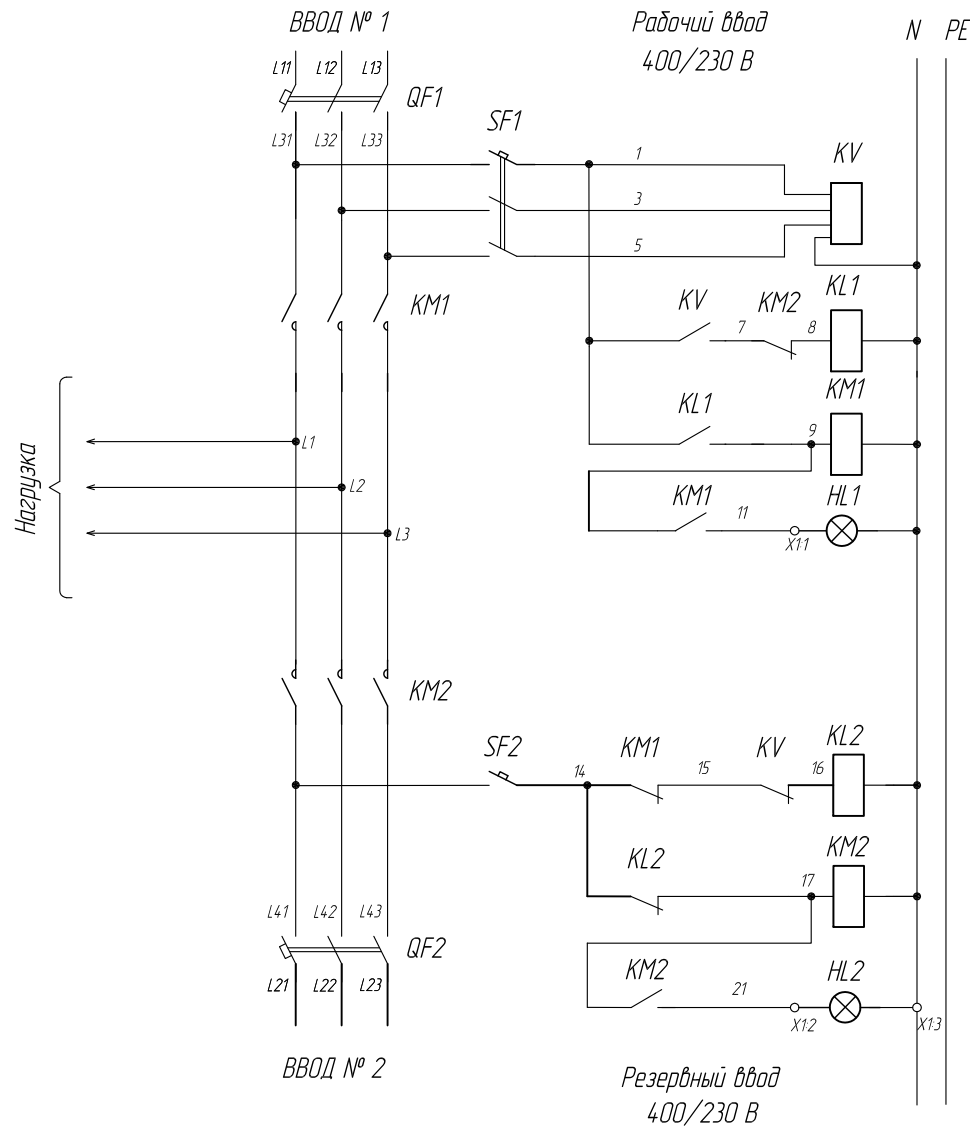 ВВОД № 1
Рабочий ввод
400/230 В
N
PE
L11
L12
L13
QF1
L31
L32
L33
SF1
1
KV
3
5
KM1
KL1
KV
7
KM2
8
KM1
KL1
9
Нагрузка
L1
L2
L3
KM1
11
HL1
X1:1
KM2
SF2
14
KM1
15
KV
16
KL2
KL2
KM2
17
L41
L42
L43
QF2
L21
L22
L23
KM2
21
HL2
X1:2
X1:3
ВВОД № 2
Резервный ввод
400/230 В